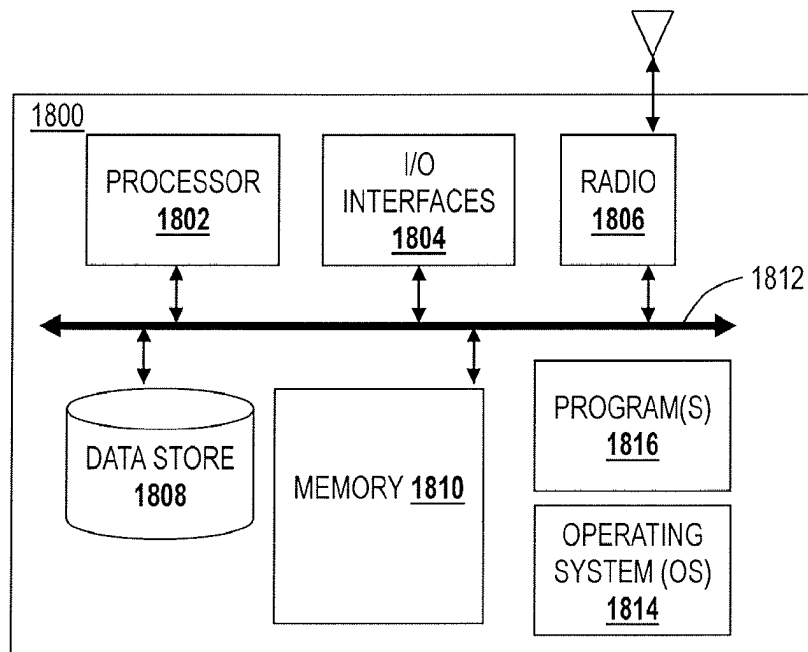 1800
PROCESSOR
1802
I/O
INTERFACES
1804
RADIO
1806
1812
DATA STORE
1808
MEMORY 1810
PROGRAM(S)
1816
OPERATING
SYSTEM (OS)
1814